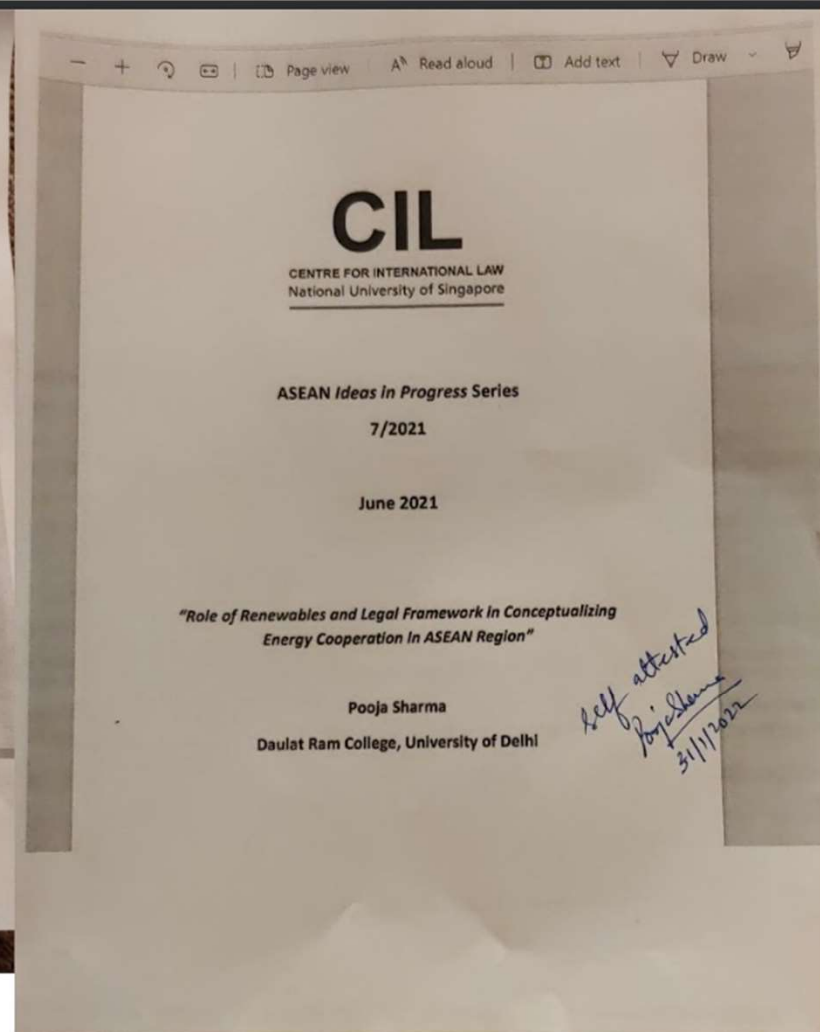 Page view
Read aloud
Add text
Draw
CIL
CENTRE FOR INTERNATIONAL LAW
National University of Singapore
ASEAN Ideas in Progress Series
7/2021
June 2021
"Role of Renewables and Legal Framework in Conceptualizing
Energy Cooperation In ASEAN Region"
Pooja Sharma
Daulat Ram College, University of Delhi
self attested
PoojaSharma
31/1/2022